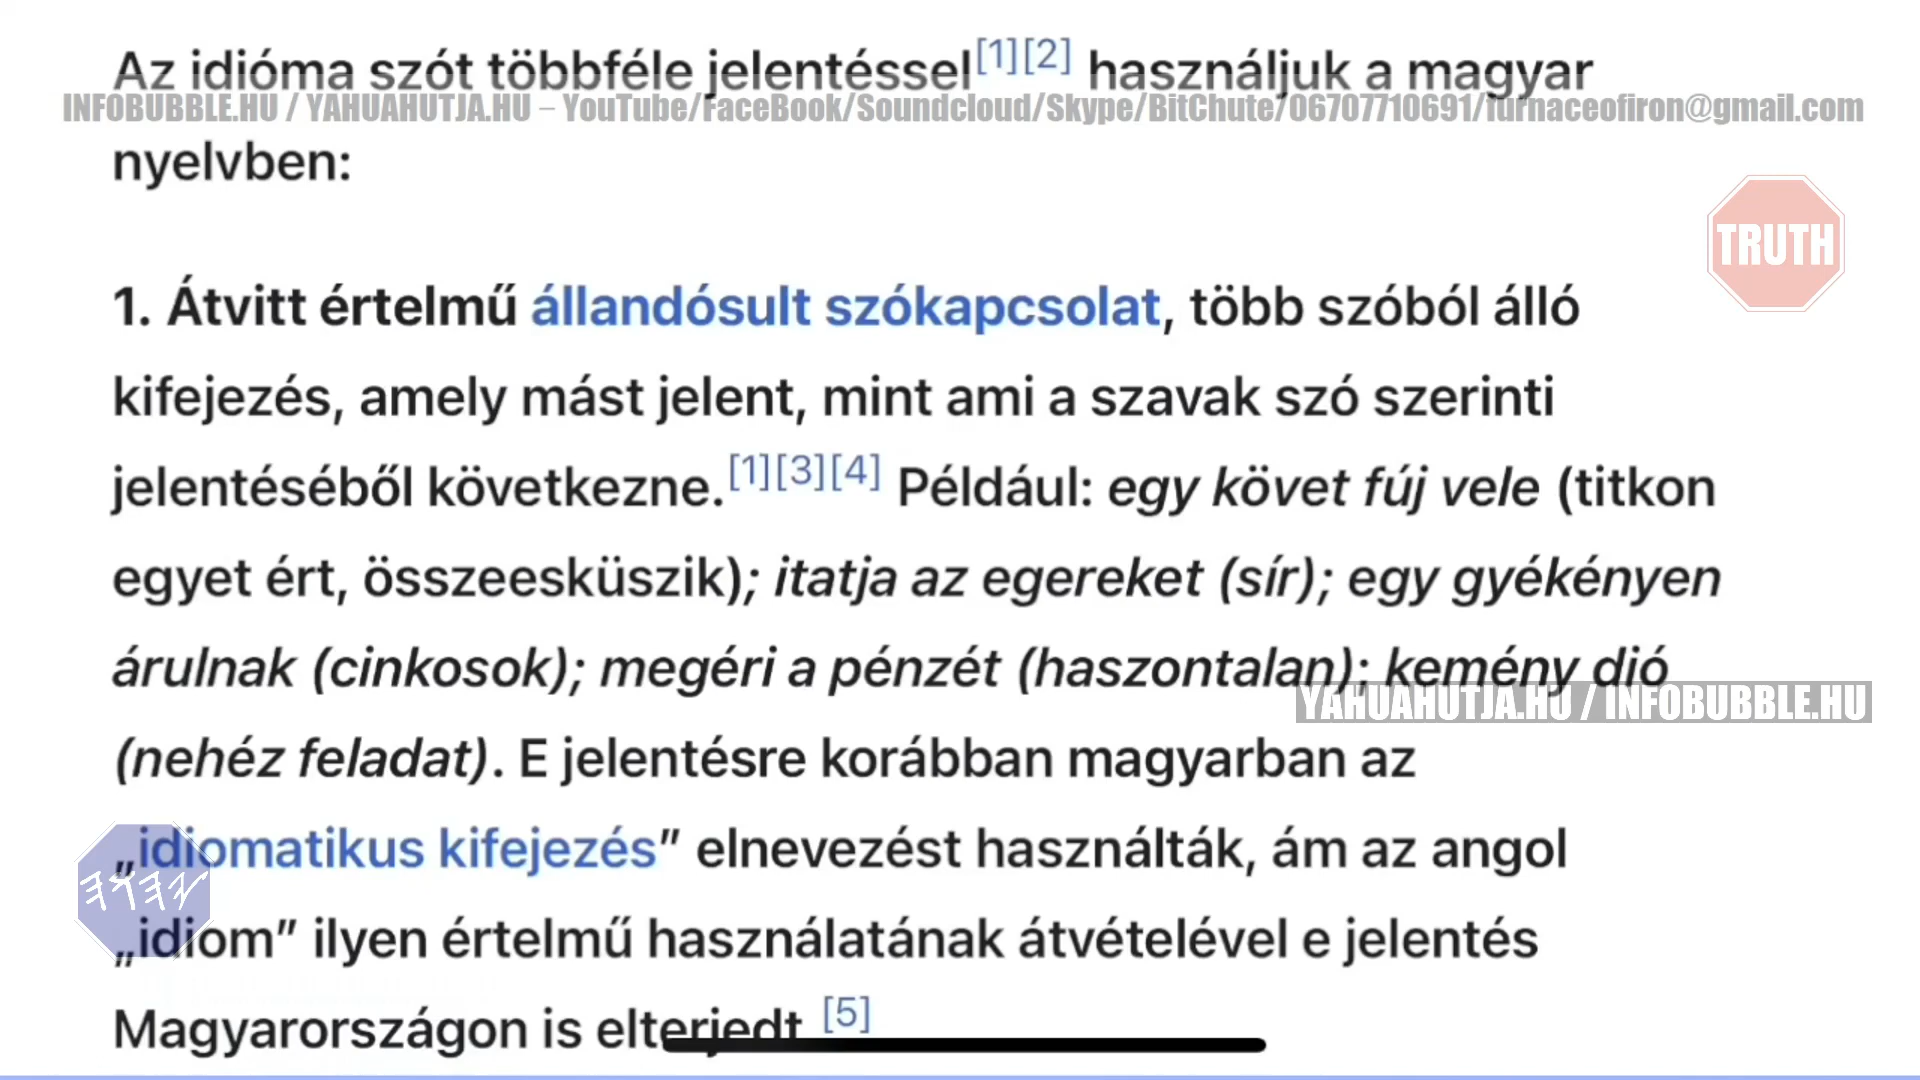 Az idióma szót többféle jelentéssel[1][2] használjuk a magyar
INFOBUBBLE.HU / YAHUAHUTJA.HU – YouTube/FaceBook/Soundcloud/Skype/BitChute/06707710691/furnaceofiron@gmail.com
nyelvben:
TRUTH
1. Átvitt értelmű állandósult szókapcsolat, több szóból álló
kifejezés, amely mást jelent, mint ami a szavak szó szerinti
jelentéséből következne.[1][3][4] Például: egy követ fúj vele (titkon
egyet ért, összeesküszik); itatja az egereket (sír); egy gyékényen
árulnak (cinkosok); megéri a pénzét (haszontalan); kemény dió
YAHUAHUTJA.HU / INFOBUBBLE.HU
(nehéz feladat). E jelentésre korábban magyarban az
„idiomatikus kifejezés” elnevezést használták, ám az angol
„idiom” ilyen értelmű használatának átvételével e jelentés
Magyarországon is elterjedt.[5]